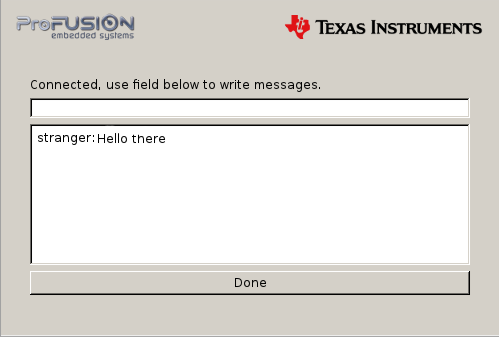 ProFUSION
embedded systems
TEXAS INSTRUMENTS
Connected, use field below to write messages.
stranger:Hello there
Done